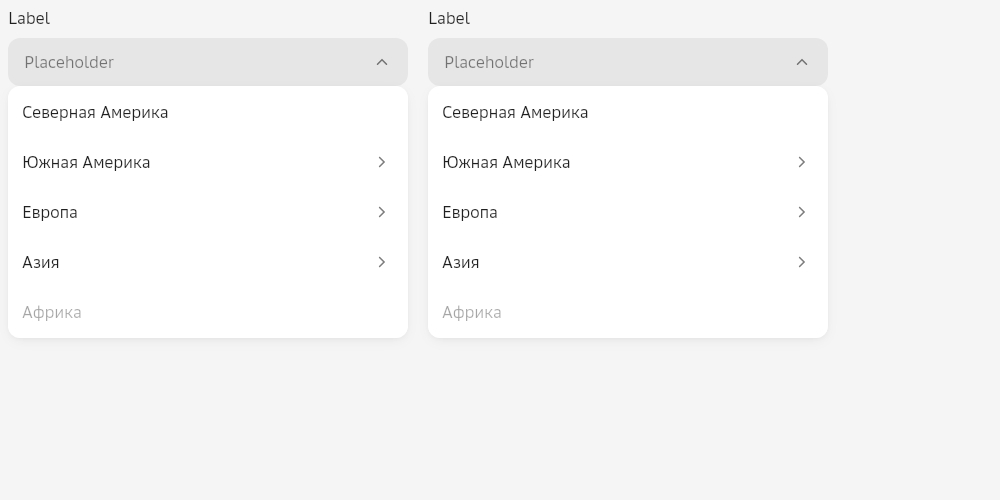 Label
Placeholder
Северная Америка
Южная Америка
Европа
Азия
Африка
Label
Placeholder
Северная Америка
Южная Америка
Европа
Азия
Африка